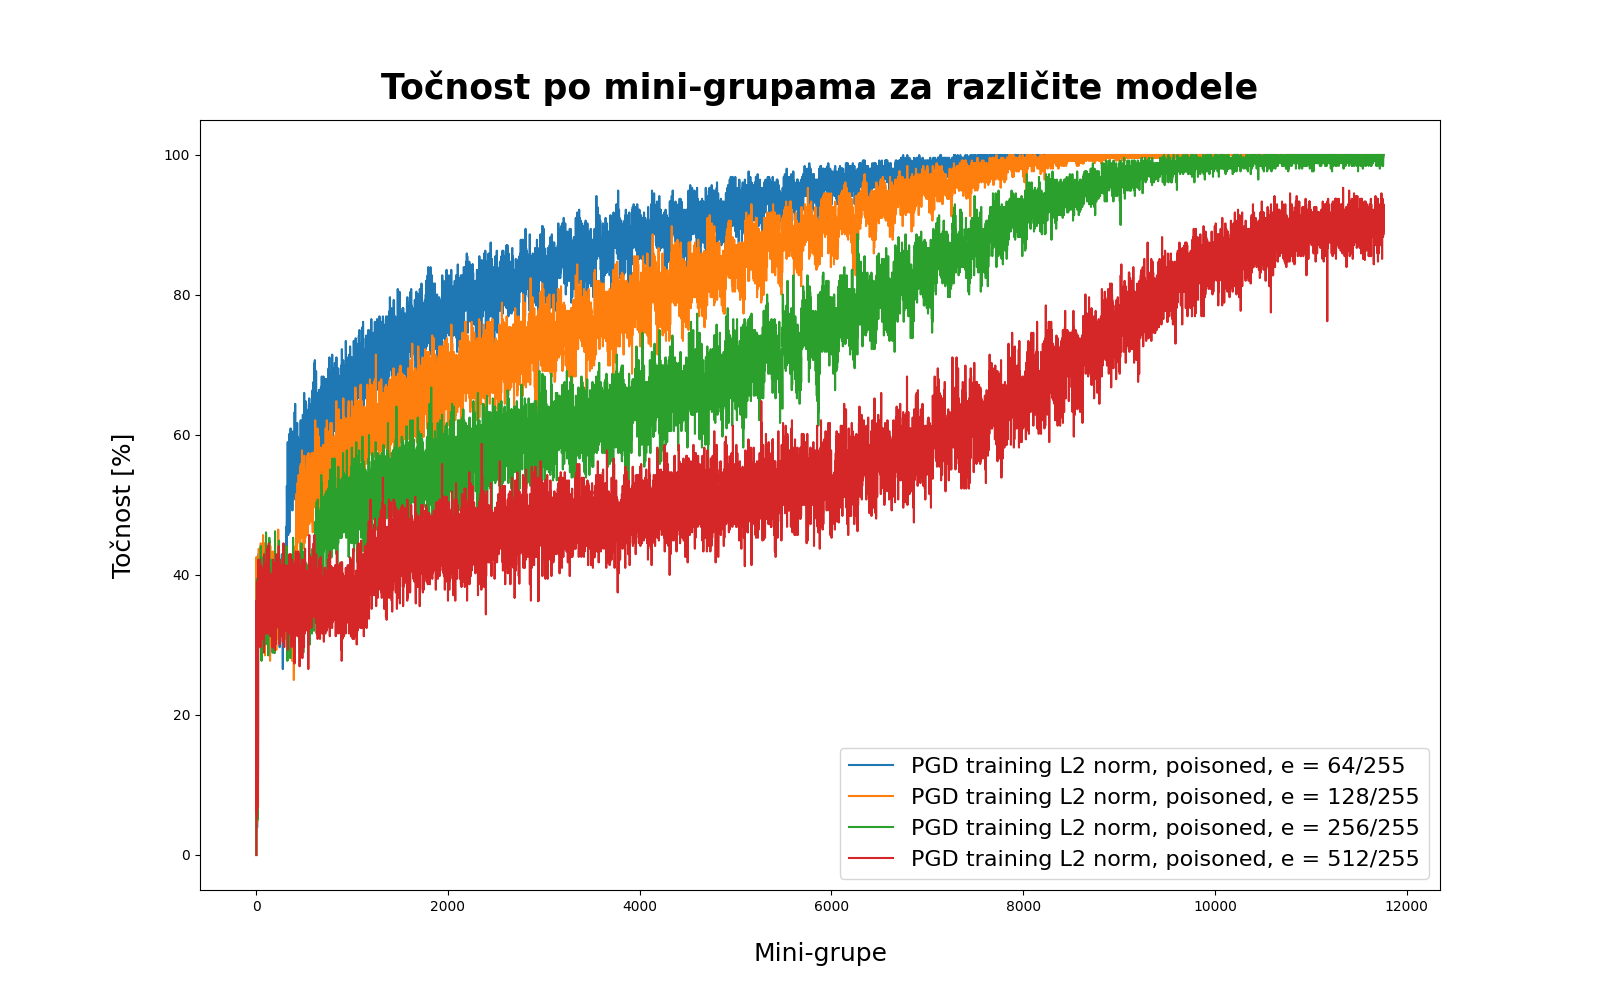 Točnost po mini-grupama za različite modele
Točnost [%]
100
80
60
40
20
0
0 2000 4000 6000 8000 10000 12000
Mini-grupe
PGD training L2 norm, poisoned, e = 64/255
PGD training L2 norm, poisoned, e = 128/255
PGD training L2 norm, poisoned, e = 256/255
PGD training L2 norm, poisoned, e = 512/255